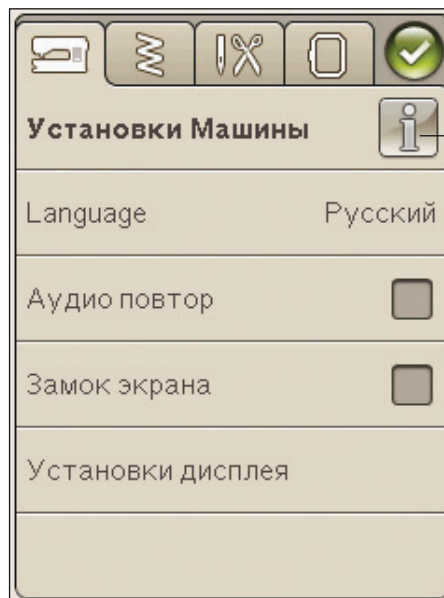 Установки Машины
Language Русский
Аудио повтор
Замок экрана
Установки дисплея